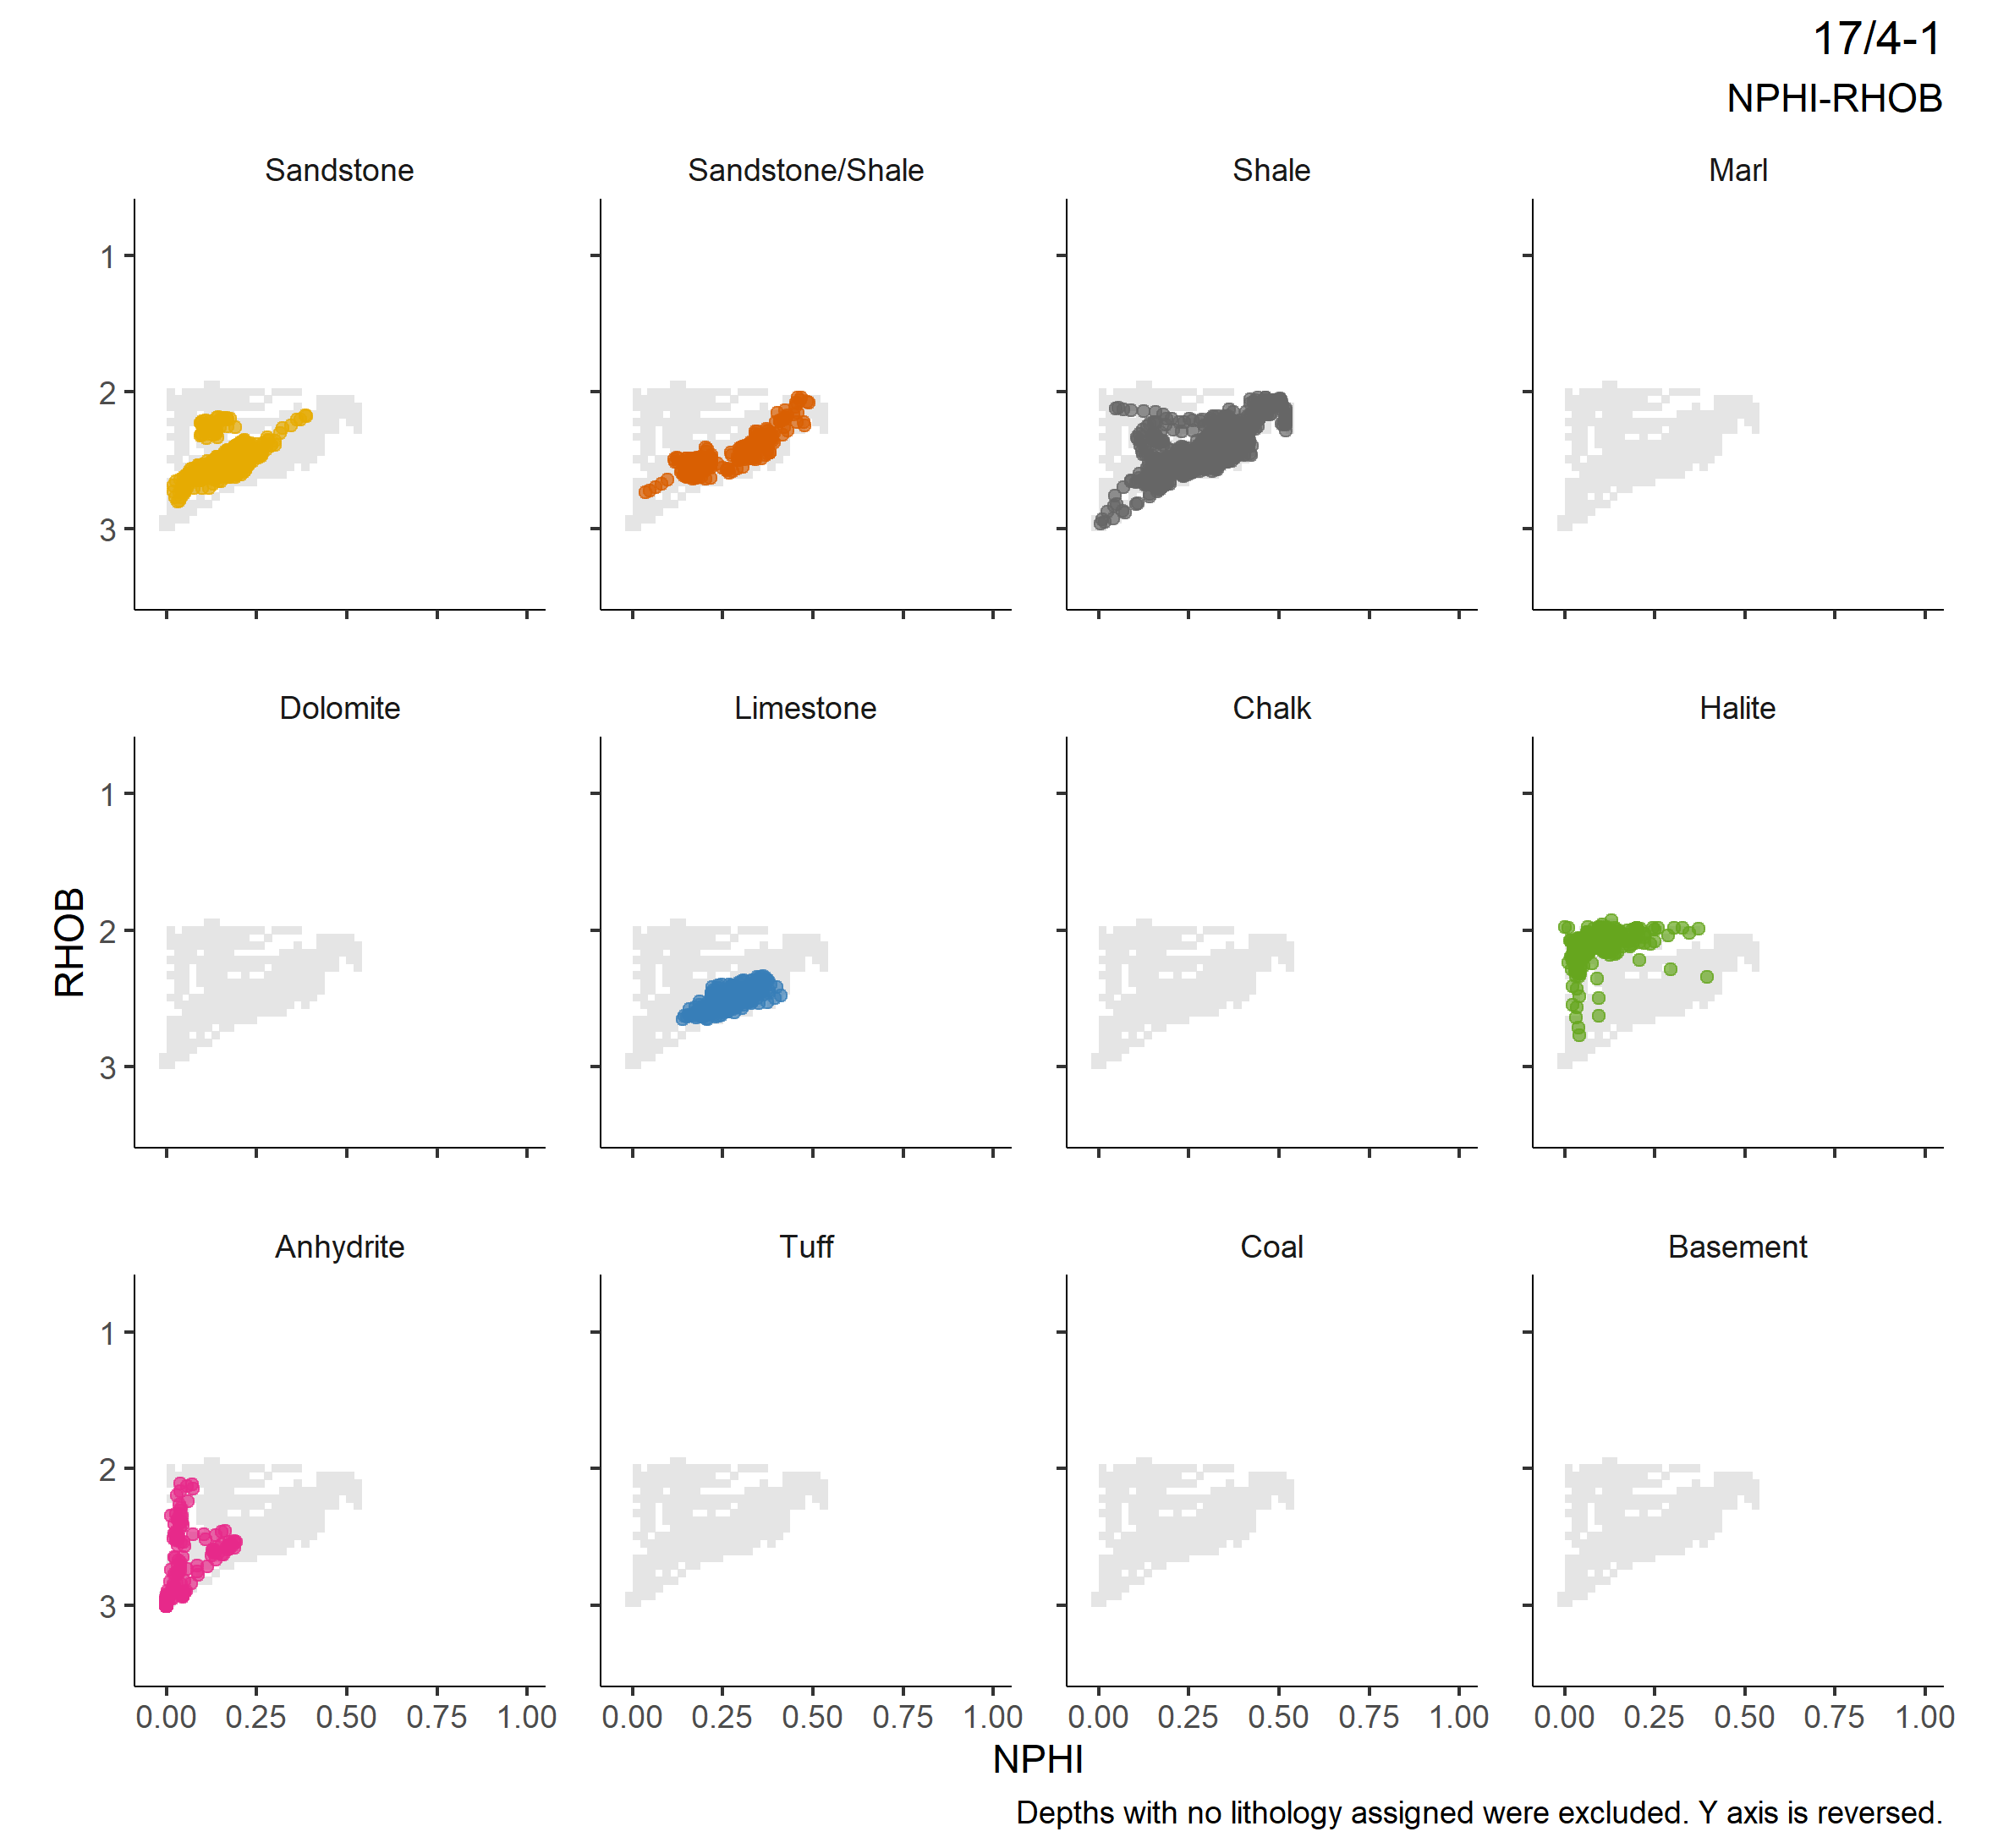 17/4-1
NPHI-RHOB
Sandstone
Sandstone/Shale
Shale
Marl
1
2
3
Dolomite
Limestone
Chalk
Halite
RHOB
1
2
3
Anhydrite
Tuff
Coal
Basement
1
2
3
0.00 0.25 0.50 0.75 1.00
0.00 0.25 0.50 0.75 1.00
0.00 0.25 0.50 0.75 1.00
0.00 0.25 0.50 0.75 1.00
NPHI
Depths with no lithology assigned were excluded. Y axis is reversed.